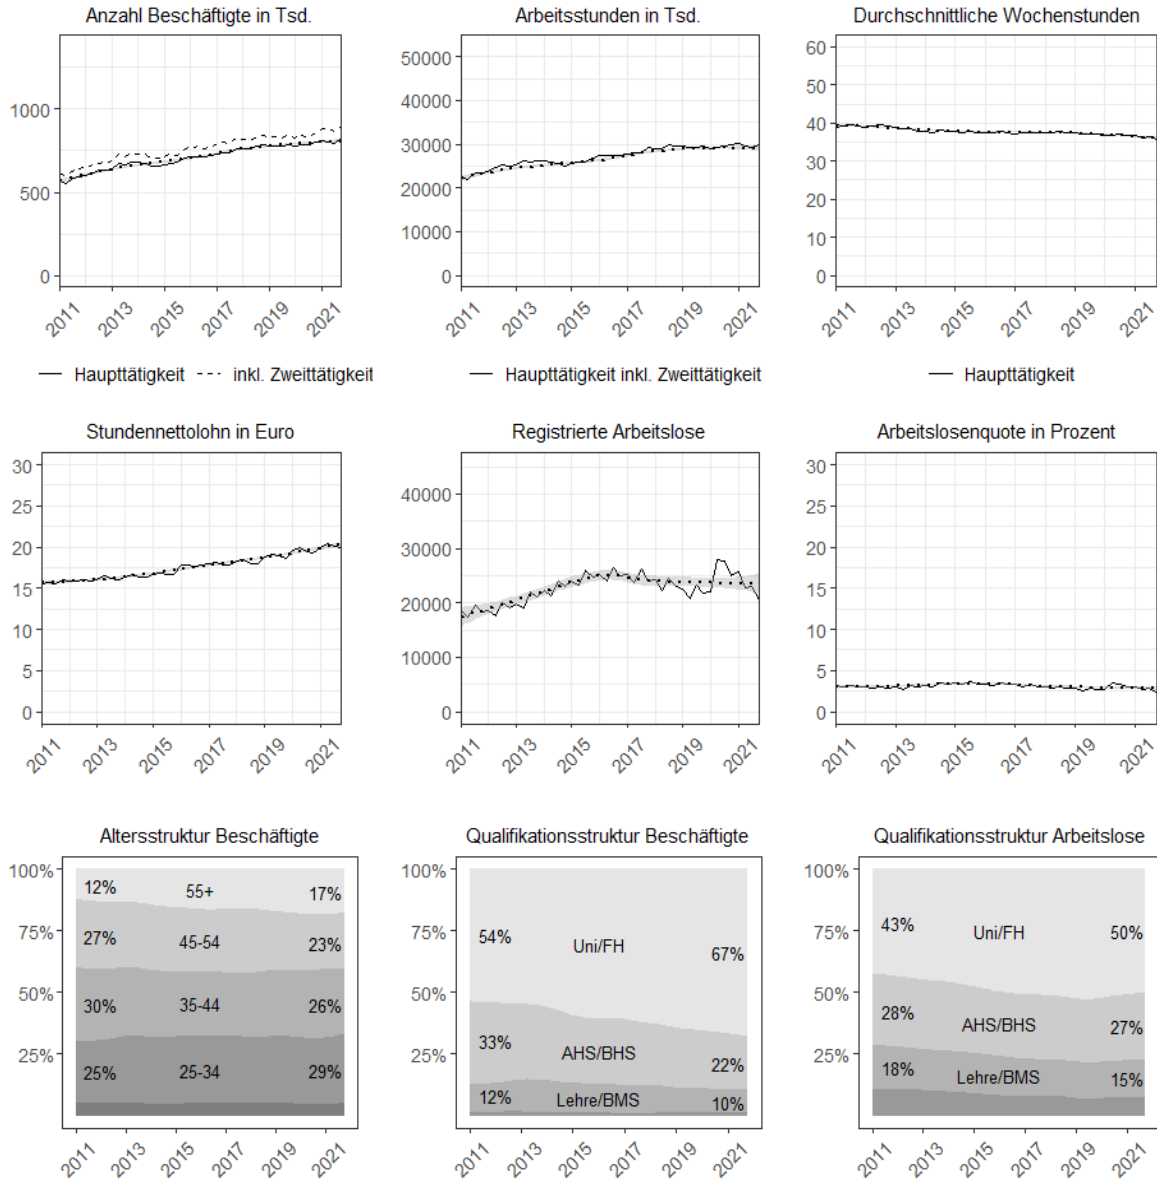 Anzahl Beschäftigte in Tsd.
Arbeitsstunden in Tsd.
Durchschnittliche Wochenstunden
1000
500
0
2011 2013 2015 2017 2019 2021
50000
40000
30000
20000
10000
0
2011 2013 2015 2017 2019 2021
60
50
40
30
20
10
0
2011 2013 2015 2017 2019 2021
Haupttätigkeit inkl. Zweittätigkeit
Haupttätigkeit inkl. Zweittätigkeit
Haupttätigkeit
Stundennettolohn in Euro
Registrierte Arbeitslose
Arbeitslosenquote in Prozent
30
25
20
15
10
5
0
2011 2013 2015 2017 2019 2021
40000
30000
20000
10000
0
2011 2013 2015 2017 2019 2021
30
25
20
15
10
5
0
2011 2013 2015 2017 2019 2021
Altersstruktur Beschäftigte
Qualifikationsstruktur Beschäftigte
Qualifikationsstruktur Arbeitslose
100%
75%
50%
25%
12% 55+ 17%
27% 45-54 23%
30% 35-44 26%
25% 25-34 29%
2011 2013 2015 2017 2019 2021
100%
75%
50%
25%
54% Uni/FH 67%
33% AHS/BHS 22%
12% Lehre/BMS 10%
2011 2013 2015 2017 2019 2021
100%
75%
50%
25%
43% Uni/FH 50%
28% AHS/BHS 27%
18% Lehre/BMS 15%
2011 2013 2015 2017 2019 2021